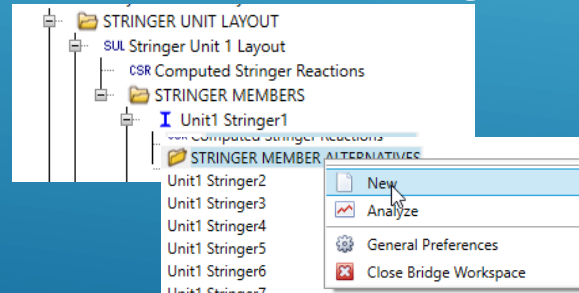 STRINGER UNIT LAYOUT
SUL Stringer Unit 1 Layout
CSR Computed Stringer Reactions
STRINGER MEMBERS
Unit1 Stringer1
Computed Stringer Reactions
STRINGER MEMBER ALTERNATIVES
New
Unit1 Stringer2
Analyze
Unit1 Stringer3
Unit1 Stringer4
General Preferences
Unit1 Stringer5
Close Bridge Workspace
Unit1 Stringer6
Unit1 Stringer7